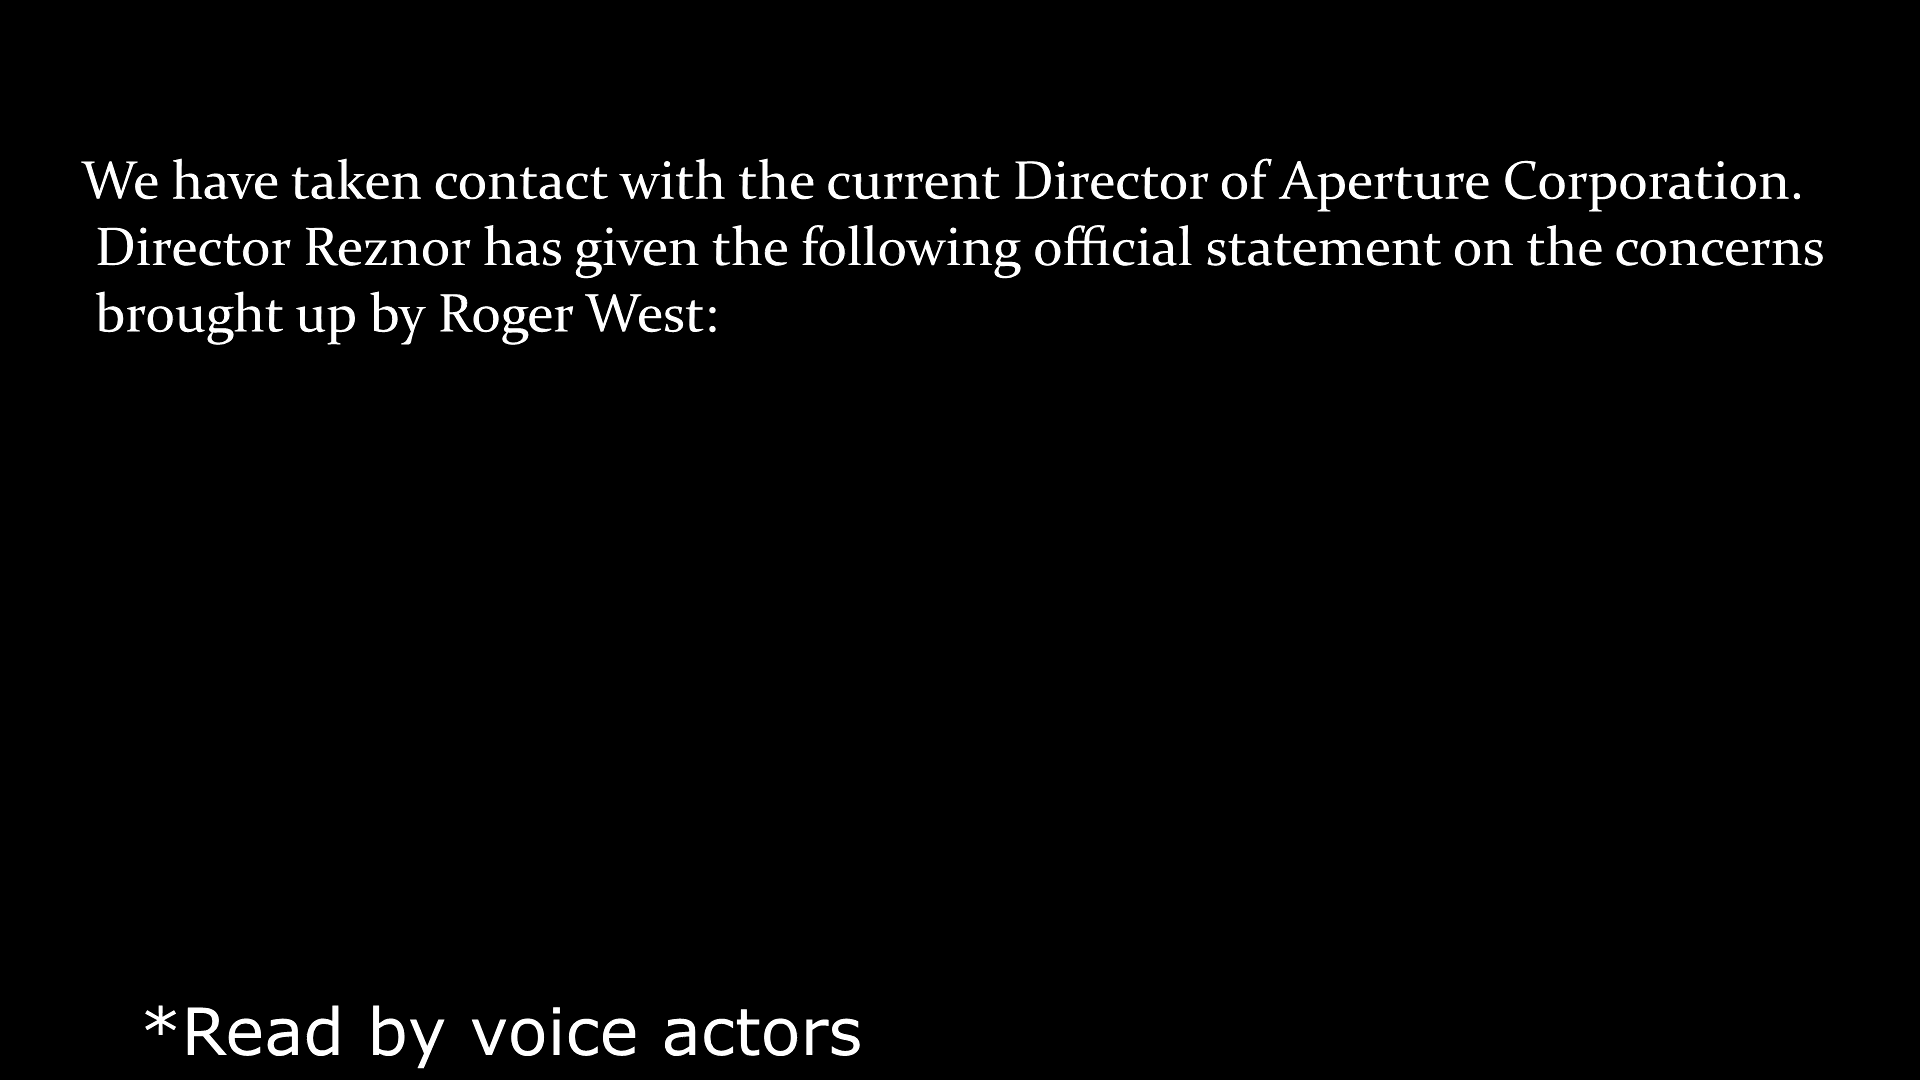 We have taken contact with the current Director of Aperture Corporation.
Director Reznor has given the following official statement on the concerns
brought up by Roger West:
*Read by voice actors